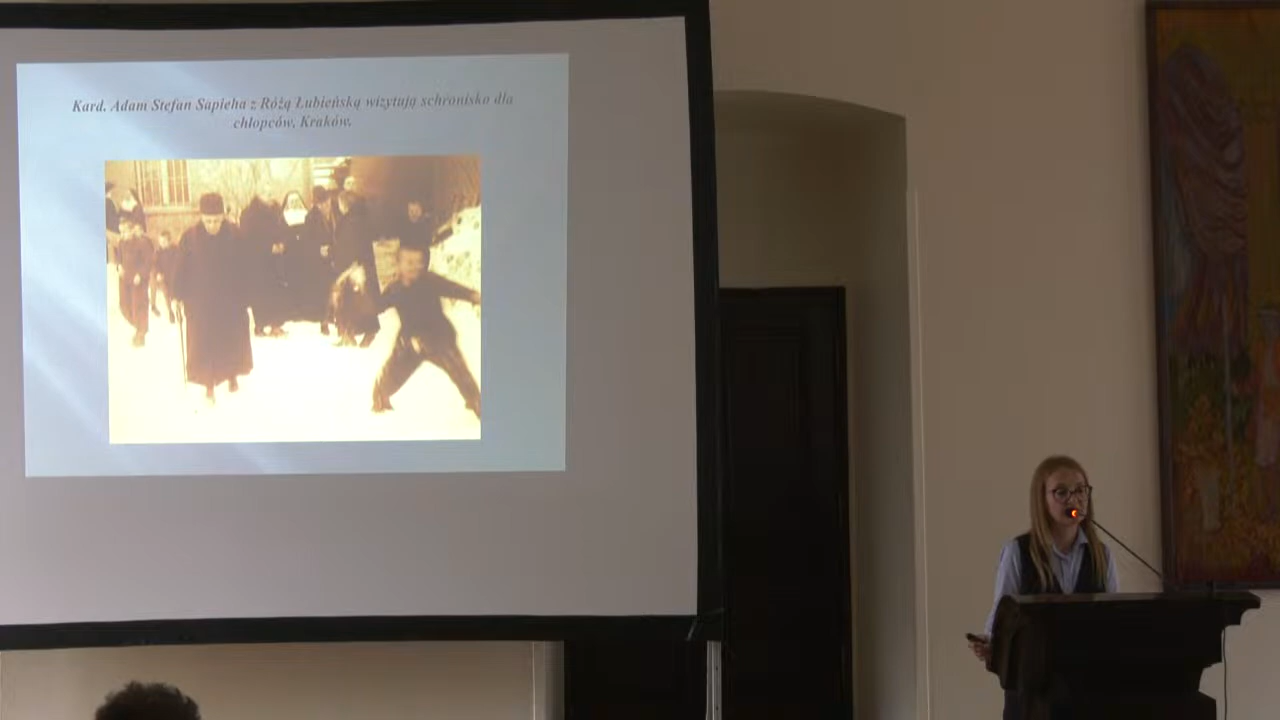 Kard. Adam Stefan Sapieha z Różą Łubieńską wizytują schronisko dla
chłopców, Kraków.